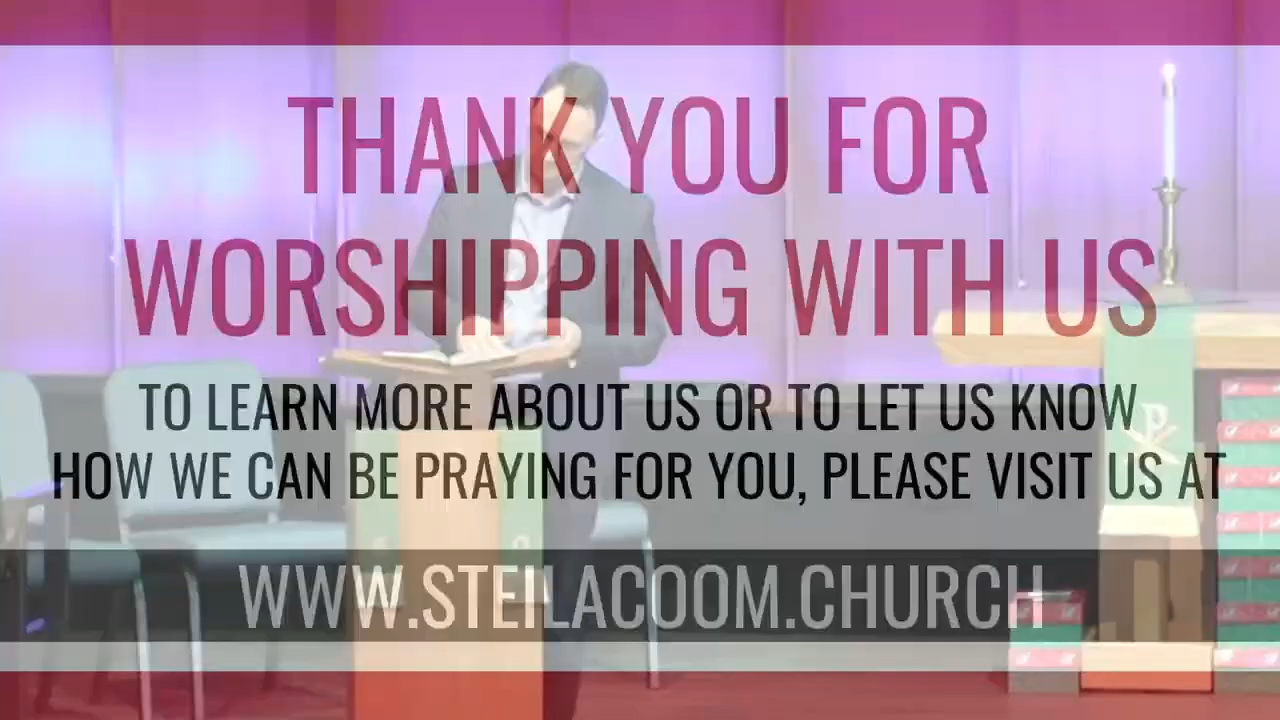 THANK YOU FOR
WORSHIPPING WITH US
TO LEARN MORE ABOUT US OR TO LET US KNOW
HOW WE CAN BE PRAYING FOR YOU, PLEASE VISIT US AT
WWW.STEILACOOM.CHURCH